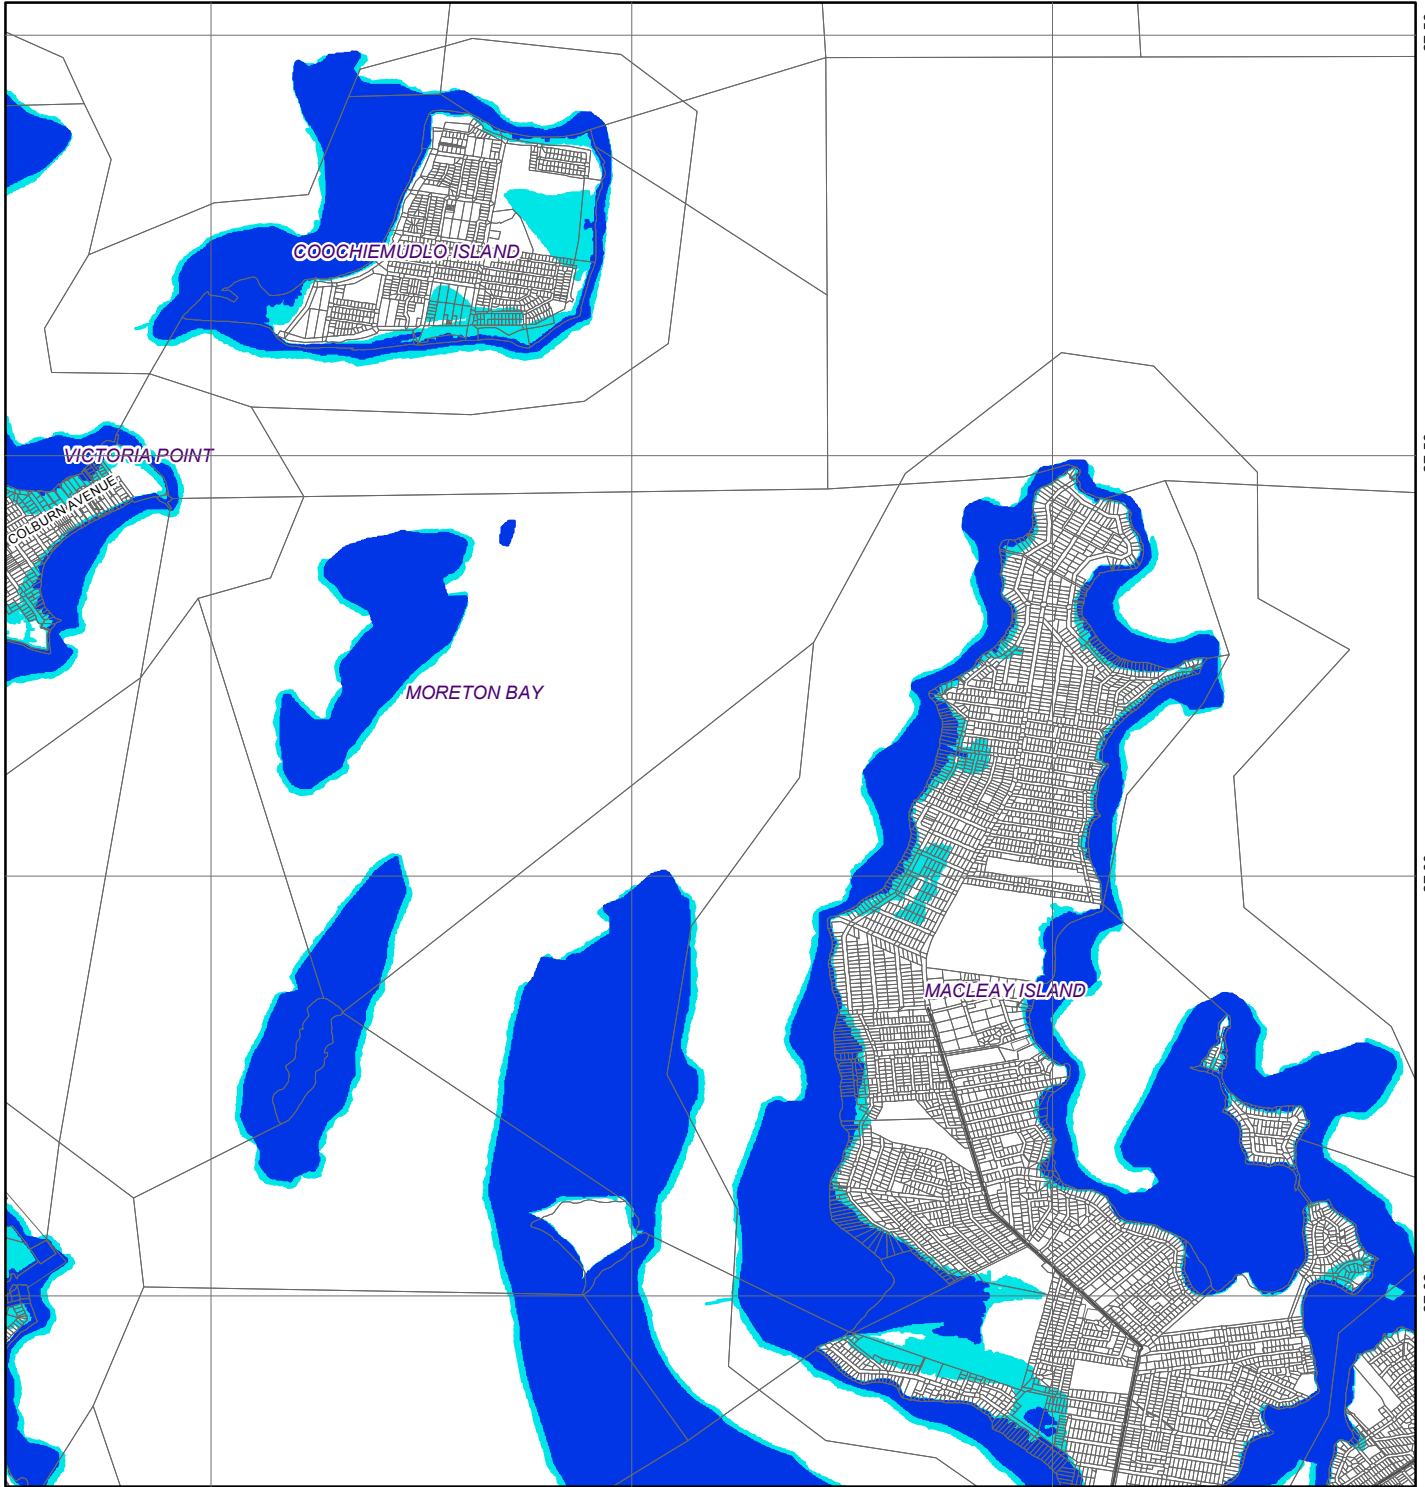 COOCHIEMUDLO ISLAND
VICTORIA POINT
COLBURN AVENUE
MORETON BAY
MACLEAY ISLAND